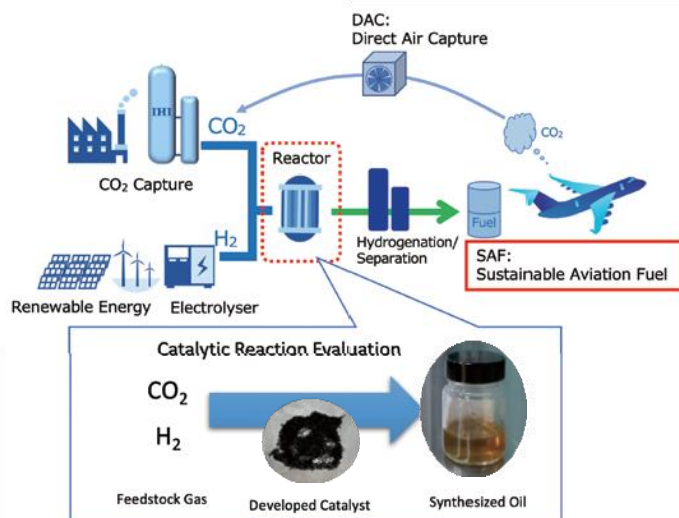 DAC:
Direct Air Capture
IHI
CO₂
CO₂
Reactor
CO₂ Capture
Fuel
H₂
Hydrogenation/
Separation
SAF:
Sustainable Aviation Fuel
Renewable Energy
Electrolyser
Catalytic Reaction Evaluation
CO₂
H₂
Feedstock Gas
Developed Catalyst
Synthesized Oil